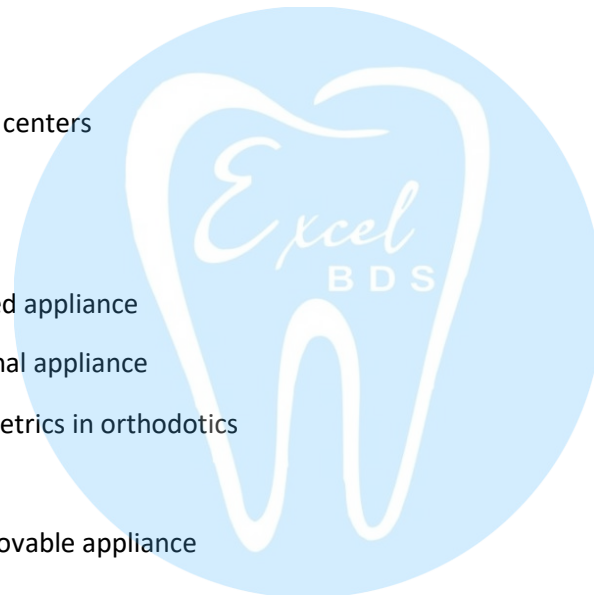 centers
Excel
BDS
ed appliance
nal appliance
etrics in orthodotics
ovable appliance